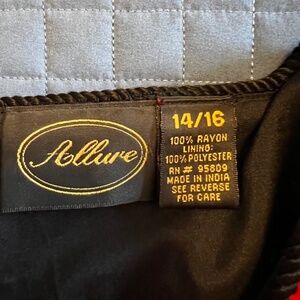 Allure
14/16
100% RAYON
LINING:
100% POLYESTER
RN # 95809
MADE IN INDIA
SEE REVERSE
FOR CARE